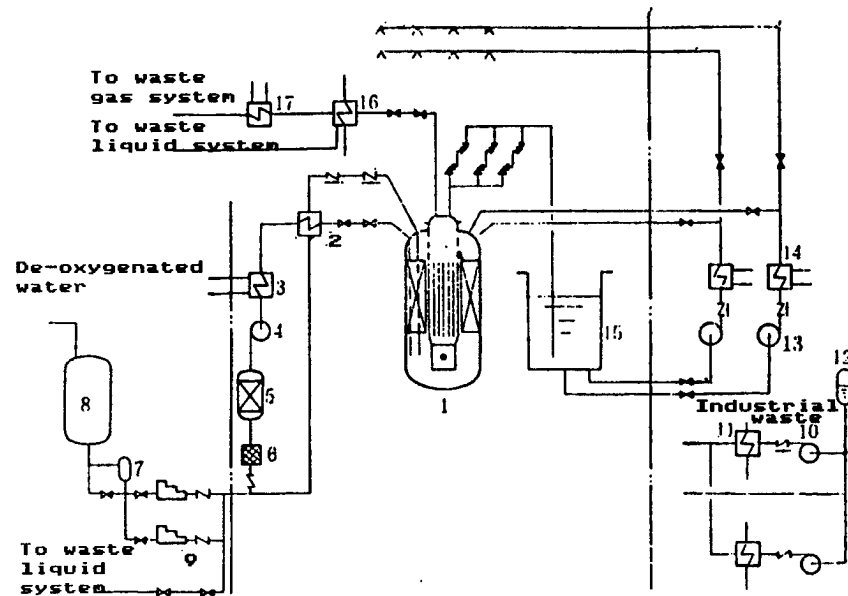 To waste
gas system
17
16
To waste
liquid system
2
De-oxygenated
water
3
14
4
15
13
12
8
5
1
Industrial
waste
11
10
6
7
9
To waste
liquid
system